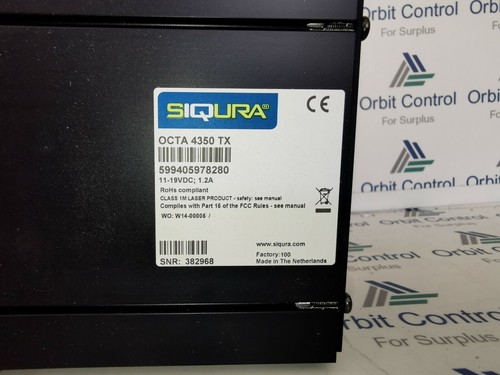 SIQURA®
CE
OCTA 4350 TX
599405978280
11-19VDC; 1.2A
RoHs compliant
CLASS 1M LASER PRODUCT - safety: see manual
Complies with Part 15 of the FCC Rules - see manual
WO: W14-00005 /
www.siqura.com
Factory:100
SNR: 382968
Made in The Netherlands
Orbit Control
For Surplus
Orbit Control
For Surplus
Orbit Control
For Surplus
Orbit Control
For Surplus